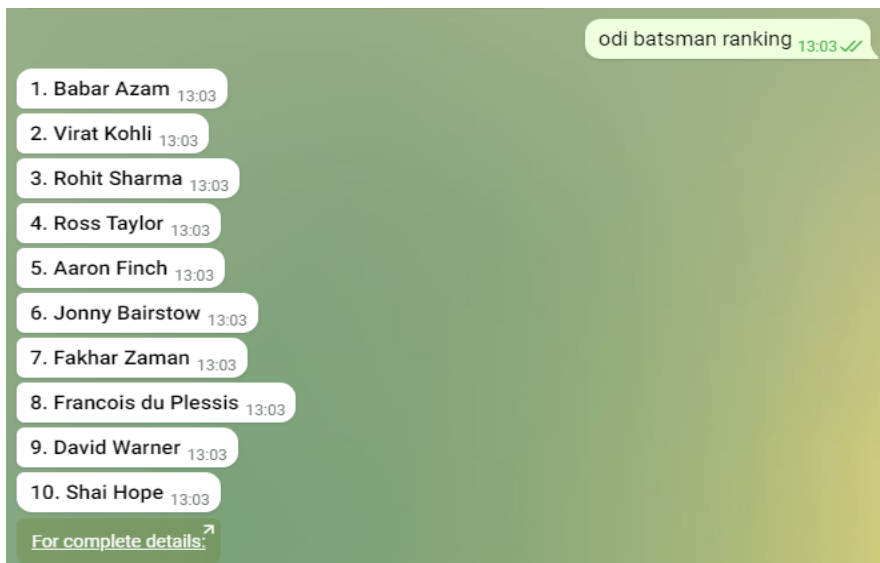 odi batsman ranking 13:03
1. Babar Azam 13:03
2. Virat Kohli 13:03
3. Rohit Sharma 13:03
4. Ross Taylor 13:03
5. Aaron Finch 13:03
6. Jonny Bairstow 13:03
7. Fakhar Zaman 13:03
8. Francois du Plessis 13:03
9. David Warner 13:03
10. Shai Hope 13:03
For complete details: